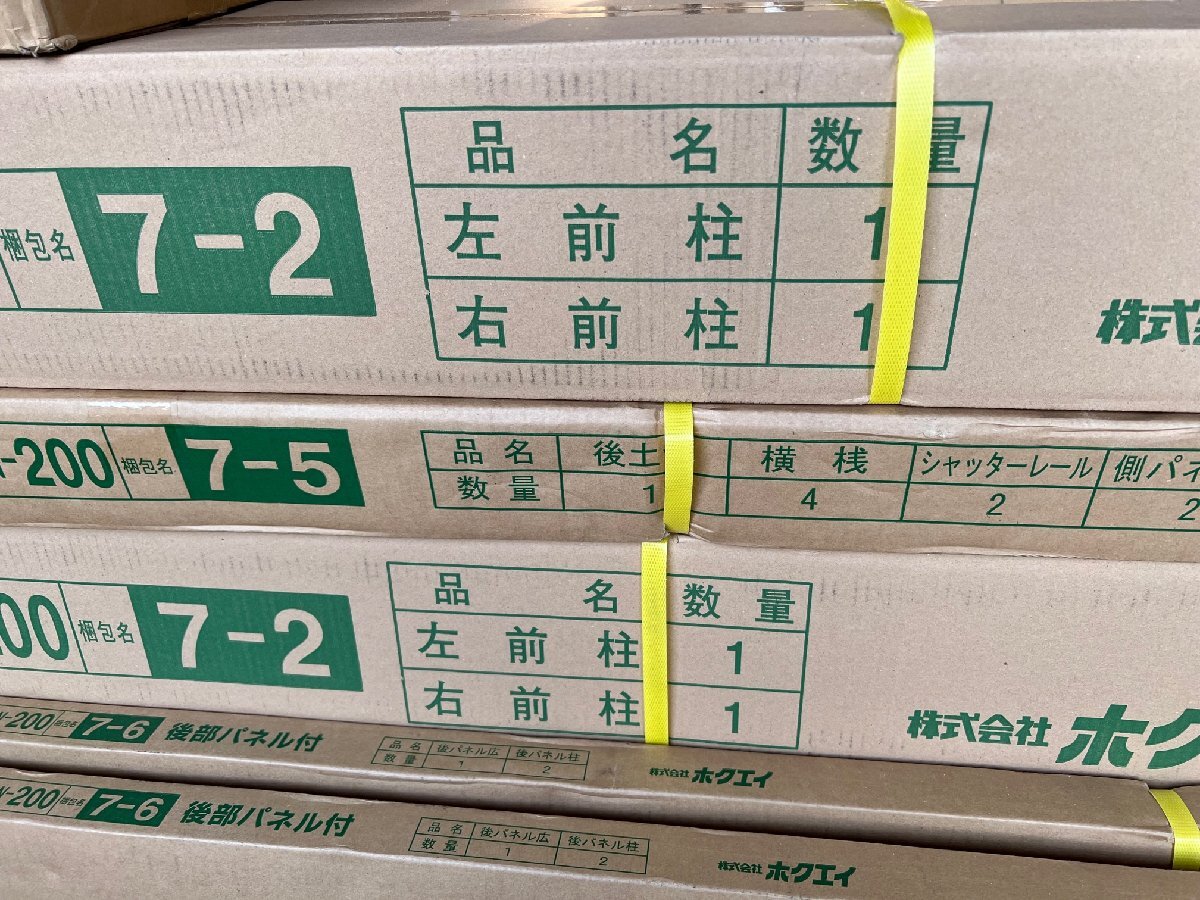 品名 数量
梱包名 7-2 左前柱 1
右前柱 1
株式
-200 梱包名 7-5 品名 後土 横桟 シャッターレール 側パネ
数量 1 4 2 2
品名 数量
00 梱包名 7-2 左前柱 1
右前柱 1
株式会社 ホク
-200 梱包名 7-6 後部パネル付 品名 後パネル広 後パネル柱
数量 1 2
株式会社 ホクエイ
-200 梱包名 7-6 後部パネル付 品名 後パネル広 後パネル柱
数量 1 2
株式会社 ホクエイ